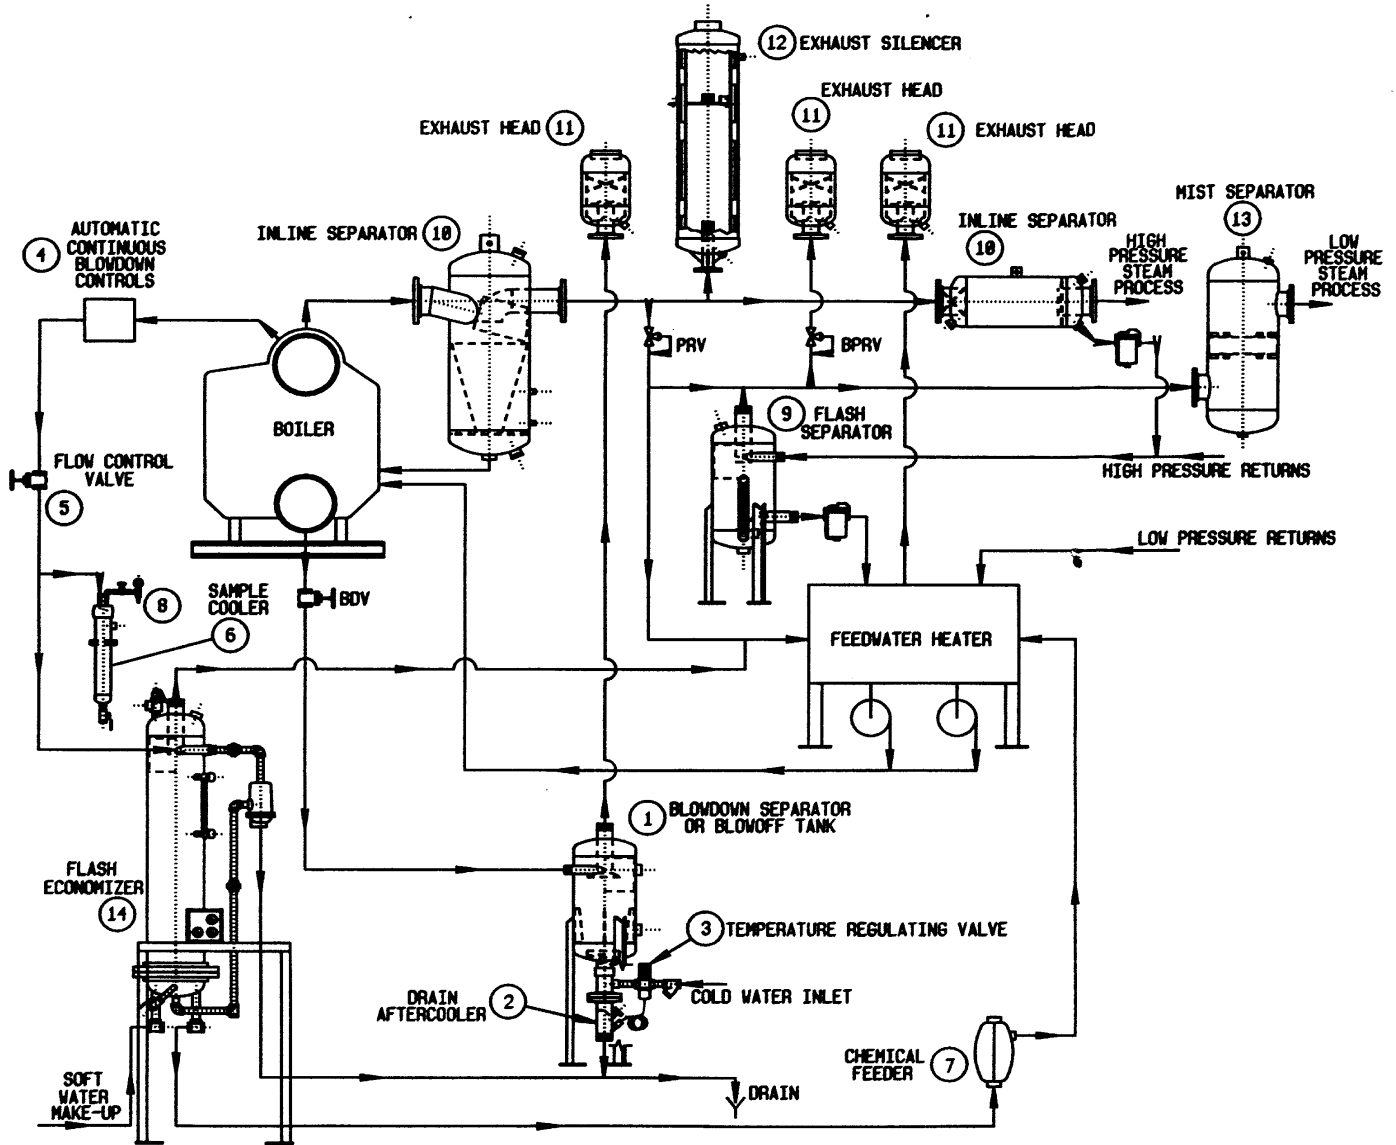 12 EXHAUST SILENCER
EXHAUST HEAD
11
EXHAUST HEAD 11
11 EXHAUST HEAD
MIST SEPARATOR
13
AUTOMATIC
CONTINUOUS
BLOWDOWN
CONTROLS
4
INLINE SEPARATOR 10
INLINE SEPARATOR
10
HIGH
PRESSURE
STEAM
PROCESS
LOW
PRESSURE
STEAM
PROCESS
PRV
BPRV
BOILER
9 FLASH
SEPARATOR
FLOW CONTROL
VALVE
5
HIGH PRESSURE RETURNS
LOW PRESSURE RETURNS
8
SAMPLE
COOLER
6
BDV
FEEDWATER HEATER
1 BLOWDOWN SEPARATOR
OR BLOWOFF TANK
FLASH
ECONOMIZER
14
3 TEMPERATURE REGULATING VALVE
COLD WATER INLET
DRAIN
AFTERCOOLER
2
CHEMICAL
FEEDER
7
SOFT
WATER
MAKE-UP
DRAIN